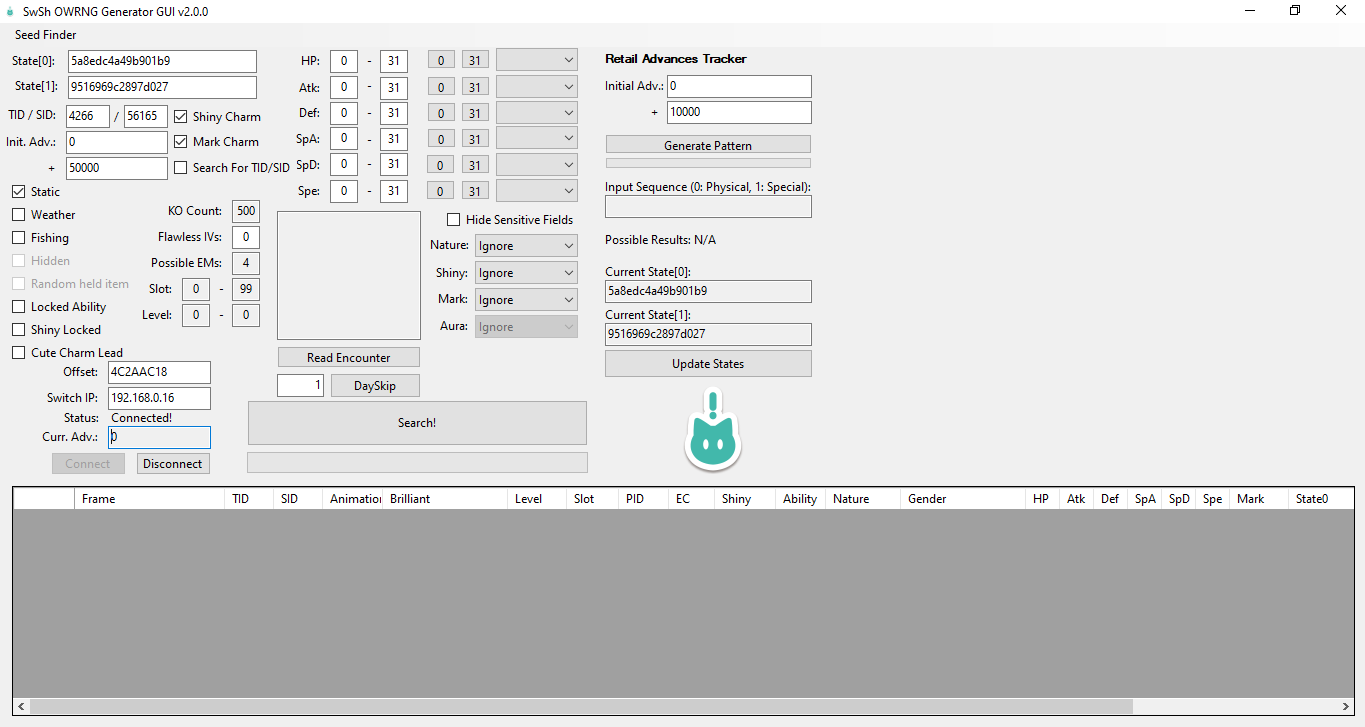 SwSh OWRNG Generator GUI v2.0.0
Seed Finder
State[0]: 5a8edc4a49b901b9
State[1]: 9516969c2897d027
TID / SID: 4266 / 56165 Shiny Charm
Init. Adv.: 0 Mark Charm
+ 50000 Search For TID/SID
Static
Weather
Fishing
Hidden
Random held item
Locked Ability
Shiny Locked
Cute Charm Lead
KO Count: 500
Flawless IVs: 0
Possible EMs: 4
Slot: 0 - 99
Level: 0 - 0
Offset: 4C2AAC18
Switch IP: 192.168.0.16
Status: Connected!
Curr. Adv.: 0
Connect Disconnect
HP: 0 - 31 0 31
Atk: 0 - 31 0 31
Def: 0 - 31 0 31
SpA: 0 - 31 0 31
SpD: 0 - 31 0 31
Spe: 0 - 31 0 31
Hide Sensitive Fields
Nature: Ignore
Shiny: Ignore
Mark: Ignore
Aura: Ignore
Read Encounter
1 DaySkip
Search!
Retail Advances Tracker
Initial Adv.: 0
+ 10000
Generate Pattern
Input Sequence (0: Physical, 1: Special):
Possible Results: N/A
Current State[0]:
5a8edc4a49b901b9
Current State[1]:
9516969c2897d027
Update States
Frame TID SID Animation Brilliant Level Slot PID EC Shiny Ability Nature Gender HP Atk Def SpA SpD Spe Mark State0